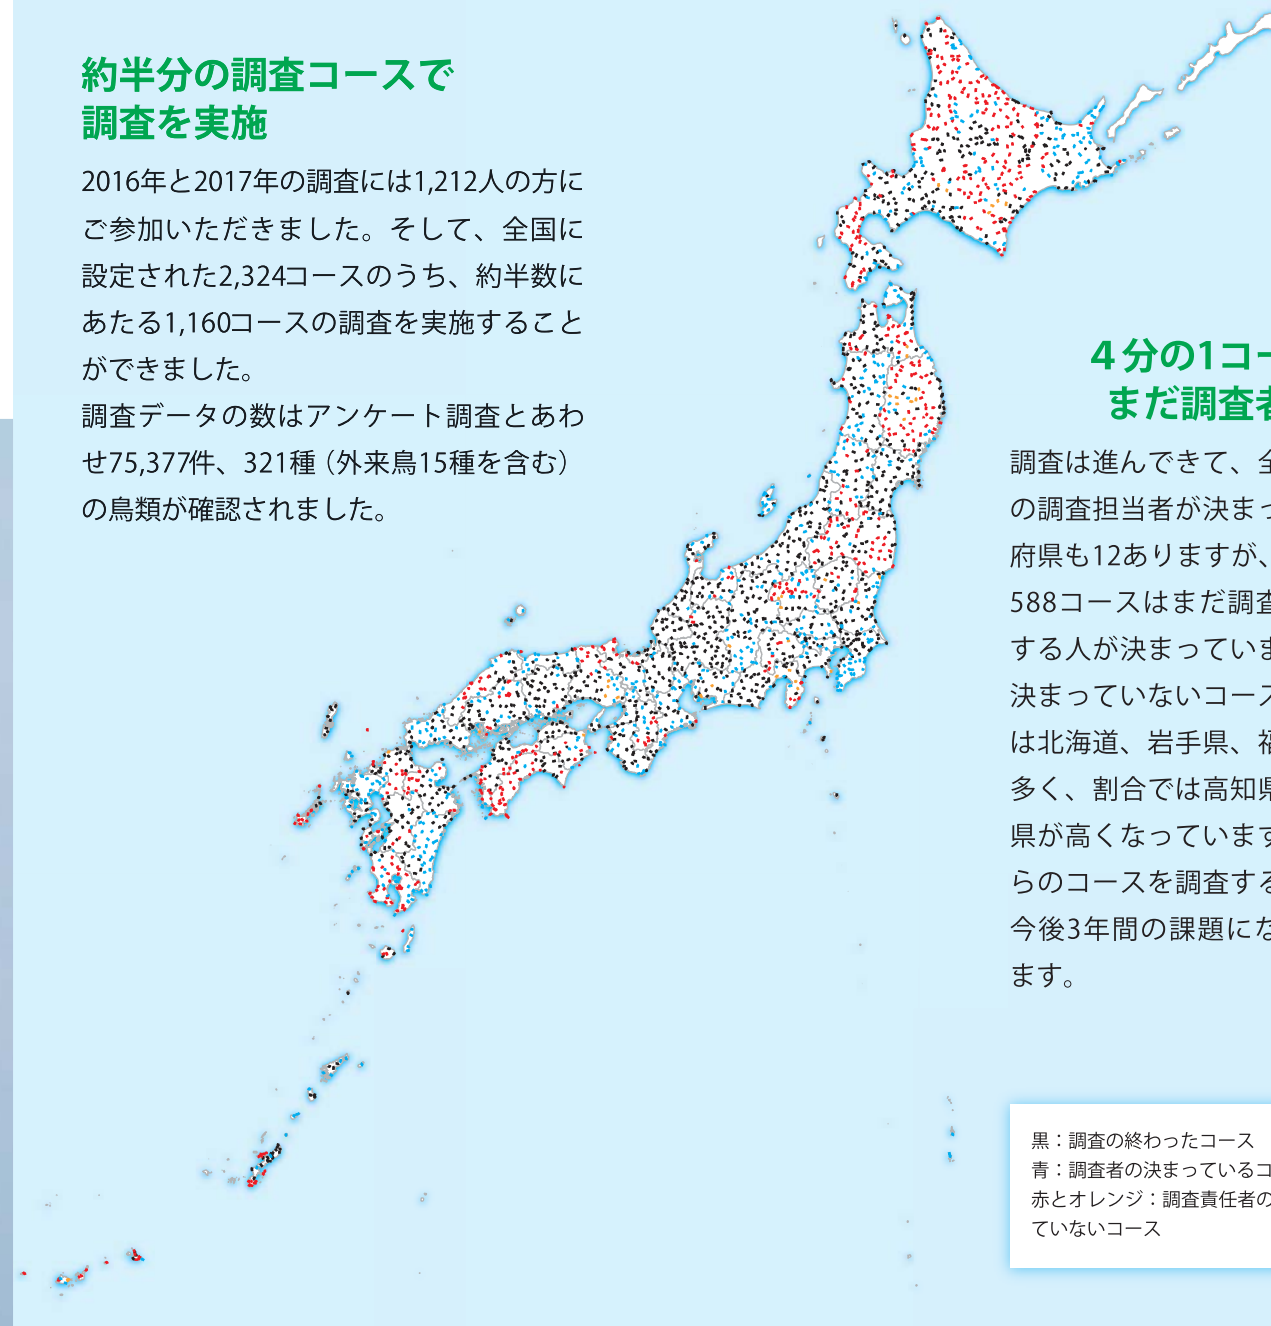 約半分の調査コースで
調査を実施
2016年と2017年の調査には1,212人の方に
ご参加いただきました。そして、全国に
設定された2,324コースのうち、約半数に
あたる1,160コースの調査を実施すること
ができました。
調査データの数はアンケート調査とあわ
せ75,377件、321種（外来鳥15種を含む）
の鳥類が確認されました。
4分の1コー
まだ調査者
調査は進んできて、全
の調査担当者が決まっ
府県も12ありますが、
588コースはまだ調査
する人が決まっていま
決まっていないコース
は北海道、岩手県、福
多く、割合では高知県
県が高くなっています
らのコースを調査する
今後3年間の課題にな
ます。
黒：調査の終わったコース
青：調査者の決まっているコ
赤とオレンジ：調査責任者の
ていないコース